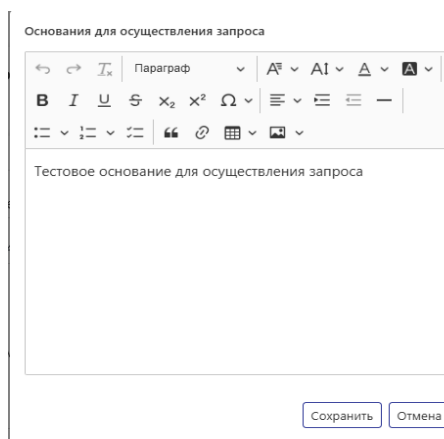 Основания для осуществления запроса
Параграф
Тестовое основание для осуществления запроса
Сохранить Отмена